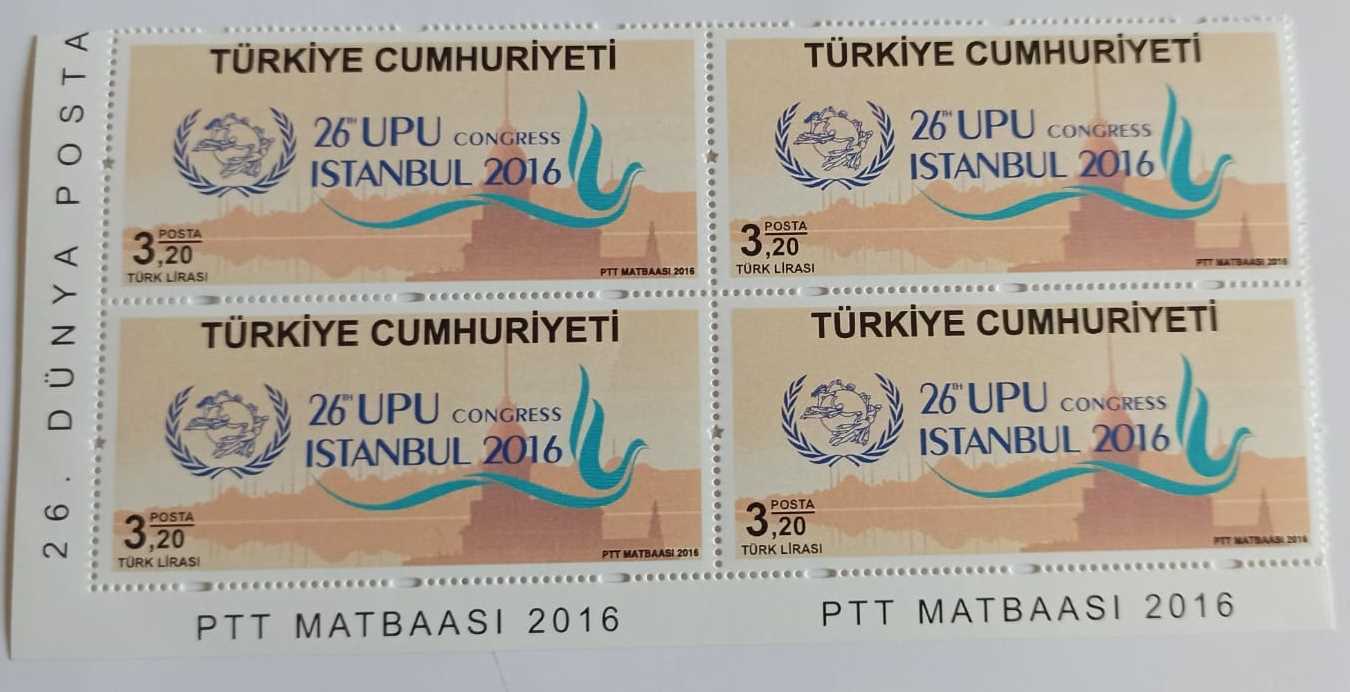 26. DÜNYA POSTA
TÜRKİYE CUMHURİYETİ
26TH UPU CONGRESS
ISTANBUL 2016
3,20 POSTA
TÜRK LİRASI
PTT MATBAASI 2016
TÜRKİYE CUMHURİYETİ
26TH UPU CONGRESS
ISTANBUL 2016
3,20 POSTA
TÜRK LİRASI
PTT MATBAASI 2016
TÜRKİYE CUMHURİYETİ
26TH UPU CONGRESS
ISTANBUL 2016
3,20 POSTA
TÜRK LİRASI
PTT MATBAASI 2016
TÜRKİYE CUMHURİYETİ
26TH UPU CONGRESS
ISTANBUL 2016
3,20 POSTA
TÜRK LİRASI
PTT MATBAASI 2016
PTT MATBAASI 2016
PTT MATBAASI 2016